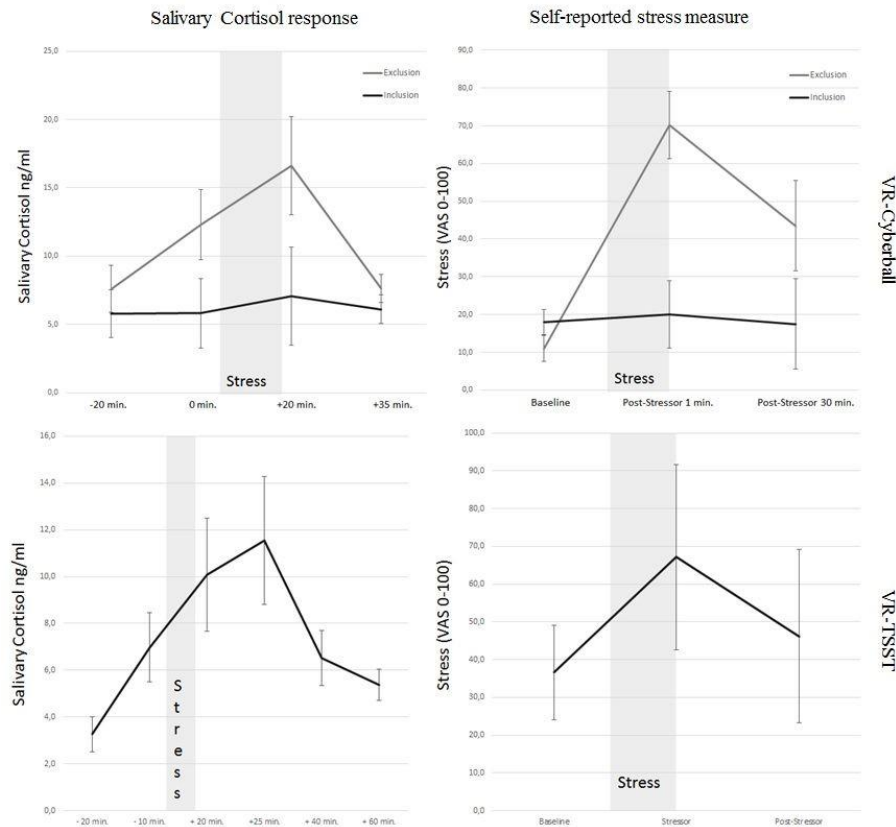 Salivary Cortisol response
Self-reported stress measure
Salivary Cortisol ng/ml
25,0
20,0
15,0
10,0
5,0
0,0
Exclusion
Inclusion
Stress
-20 min.
0 min.
+20 min.
+35 min.
Stress (VAS 0-100)
90,0
80,0
70,0
60,0
50,0
40,0
30,0
20,0
10,0
0,0
Exclusion
Inclusion
Stress
Baseline
Post-Stressor 1 min.
Post-Stressor 30 min.
VR-Cyberball
Salivary Cortisol ng/ml
16,0
14,0
12,0
10,0
8,0
6,0
4,0
2,0
0,0
Stress
- 20 min.
- 10 min.
+ 20 min.
+25 min.
+ 40 min.
+ 60 min.
Stress (VAS 0-100)
100,0
90,0
80,0
70,0
60,0
50,0
40,0
30,0
20,0
10,0
0,0
Stress
Baseline
Stressor
Post-Stressor
VR-TSST